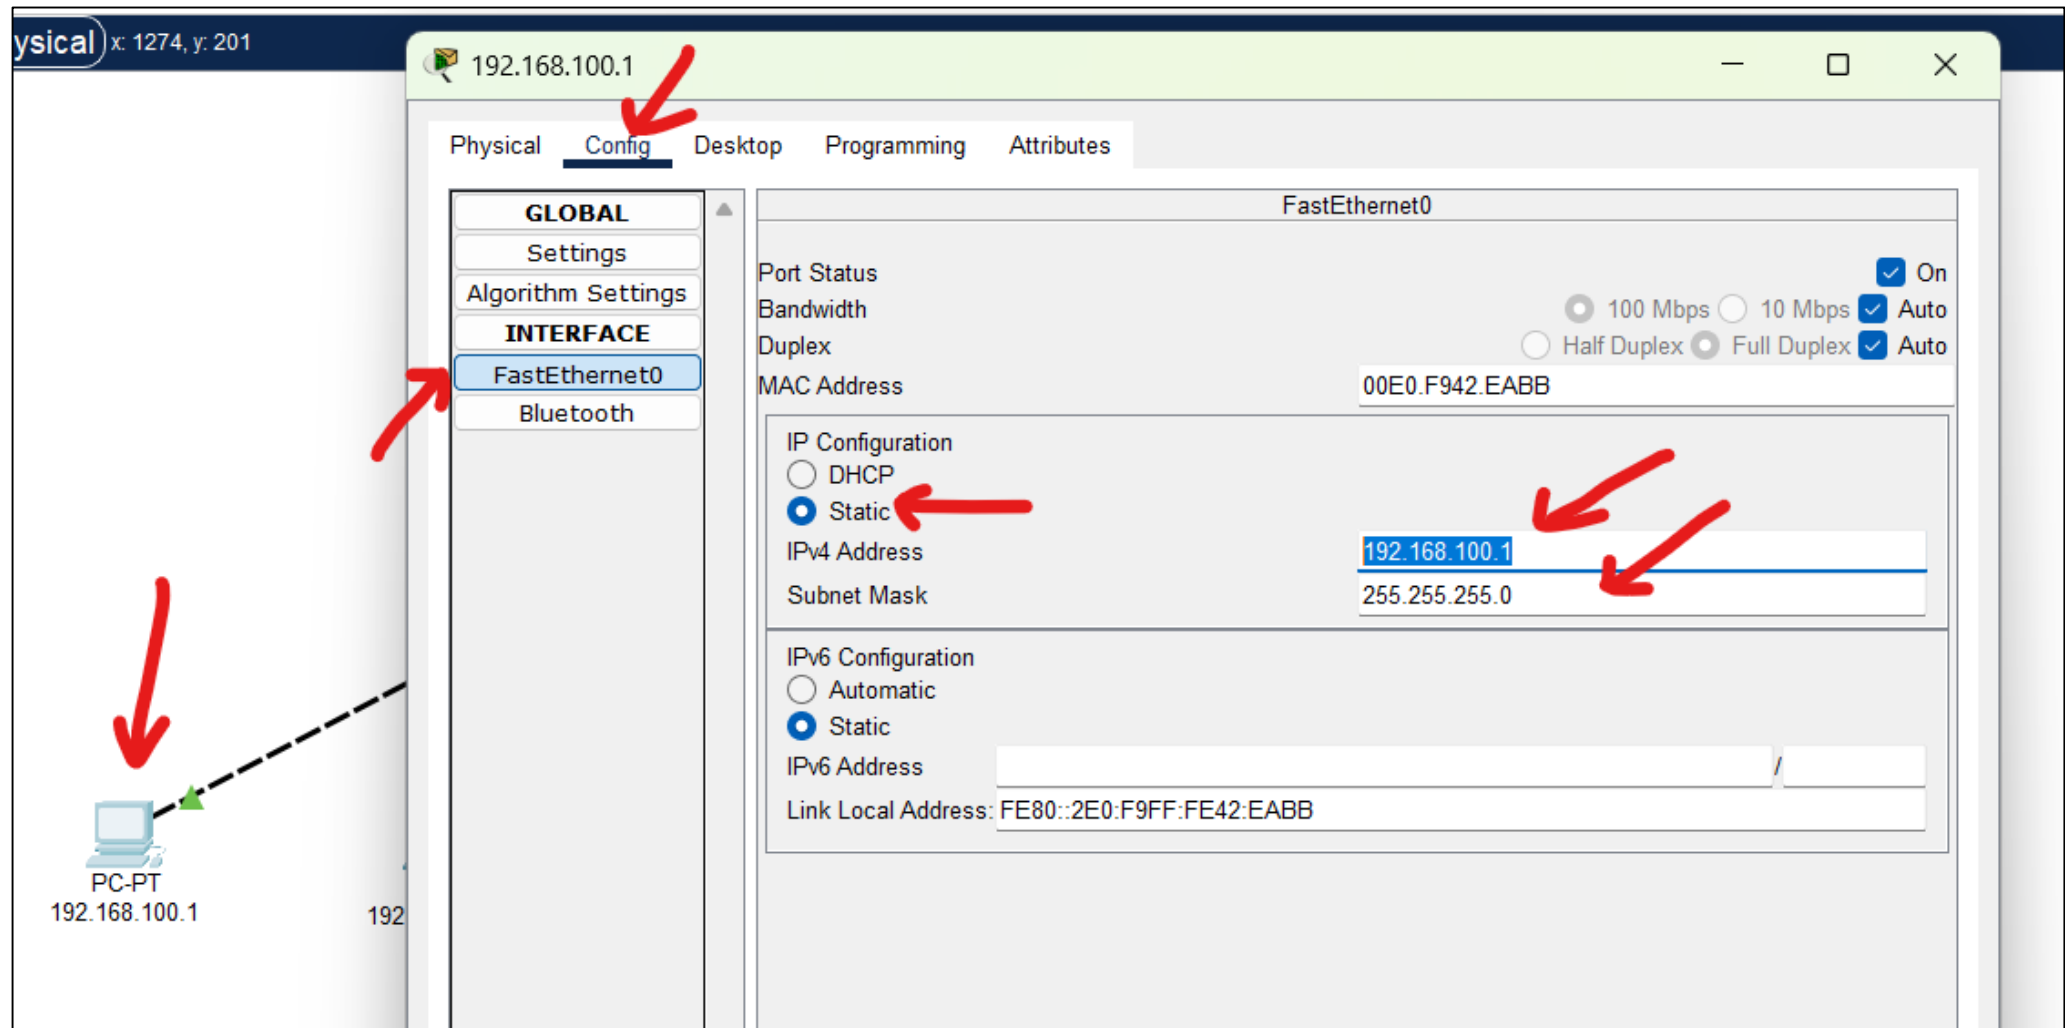 ysical x: 1274, y: 201
192.168.100.1
Physical Config Desktop Programming Attributes
GLOBAL
Settings
Algorithm Settings
INTERFACE
FastEthernet0
Bluetooth
FastEthernet0
Port Status On
Bandwidth 100 Mbps 10 Mbps Auto
Duplex Half Duplex Full Duplex Auto
MAC Address 00E0.F942.EABB
IP Configuration
DHCP
Static
IPv4 Address 192.168.100.1
Subnet Mask 255.255.255.0
IPv6 Configuration
Automatic
Static
IPv6 Address /
Link Local Address: FE80::2E0:F9FF:FE42:EABB
PC-PT
192.168.100.1
192